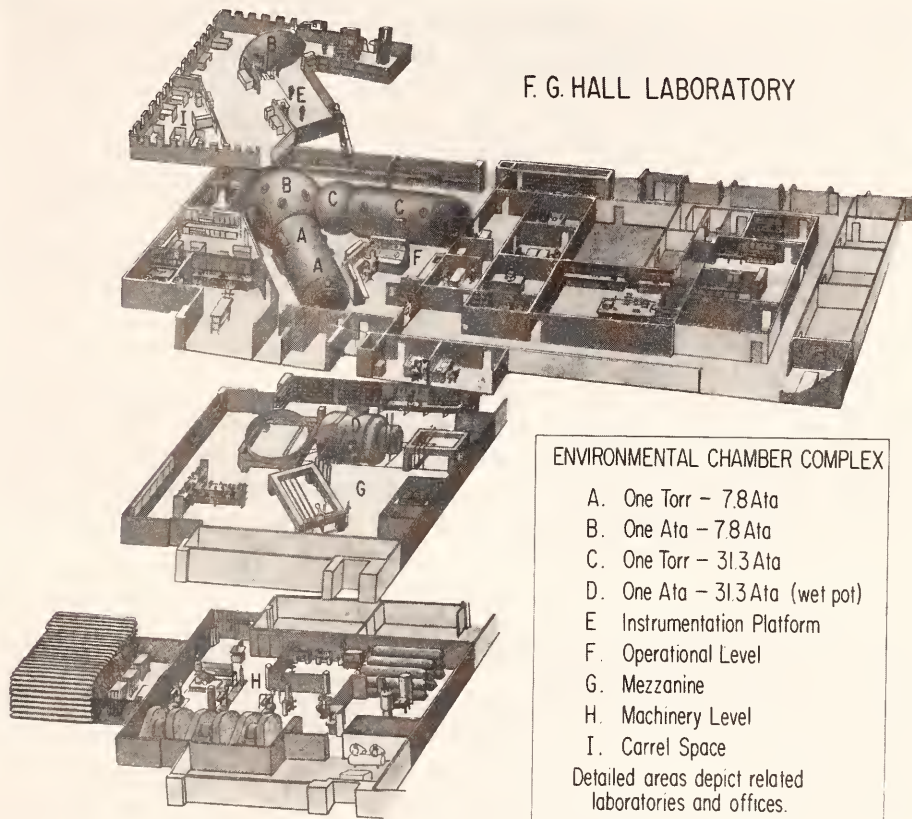 F. G. HALL LABORATORY
B
E
I
B
C
C
A
F
A
D
G
H
ENVIRONMENTAL CHAMBER COMPLEX
A. One Torr – 7.8 Ata
B. One Ata – 7.8 Ata
C. One Torr – 31.3 Ata
D. One Ata – 31.3 Ata (wet pot)
E Instrumentation Platform
F. Operational Level
G. Mezzanine
H. Machinery Level
I. Carrel Space
Detailed areas depict related
laboratories and offices.